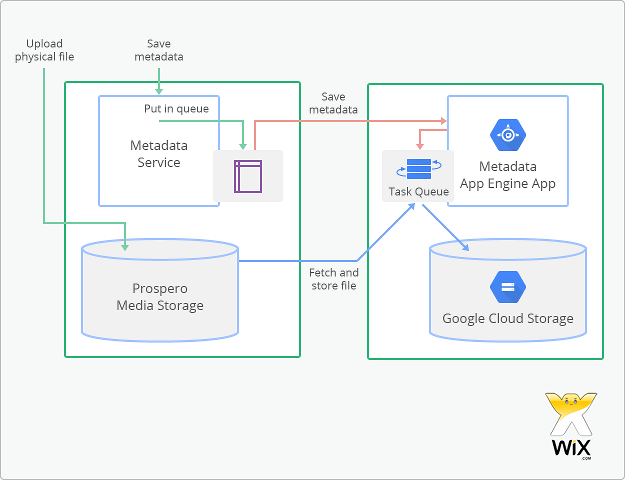 Upload
physical file
Save
metadata
Put in queue
Metadata
Service
Save
metadata
Metadata
App Engine App
Task Queue
Prospero
Media Storage
Fetch and
store file
Google Cloud Storage
WiX
.COM